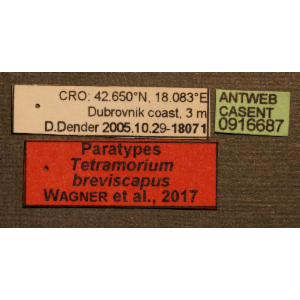 CRO: 42.650°N, 18.083°E
Dubrovnik coast, 3 m
D.Dender 2005.10.29-18071
ANTWEB
CASENT
0916687
Paratypes
Tetramorium
breviscapus
WAGNER et al., 2017